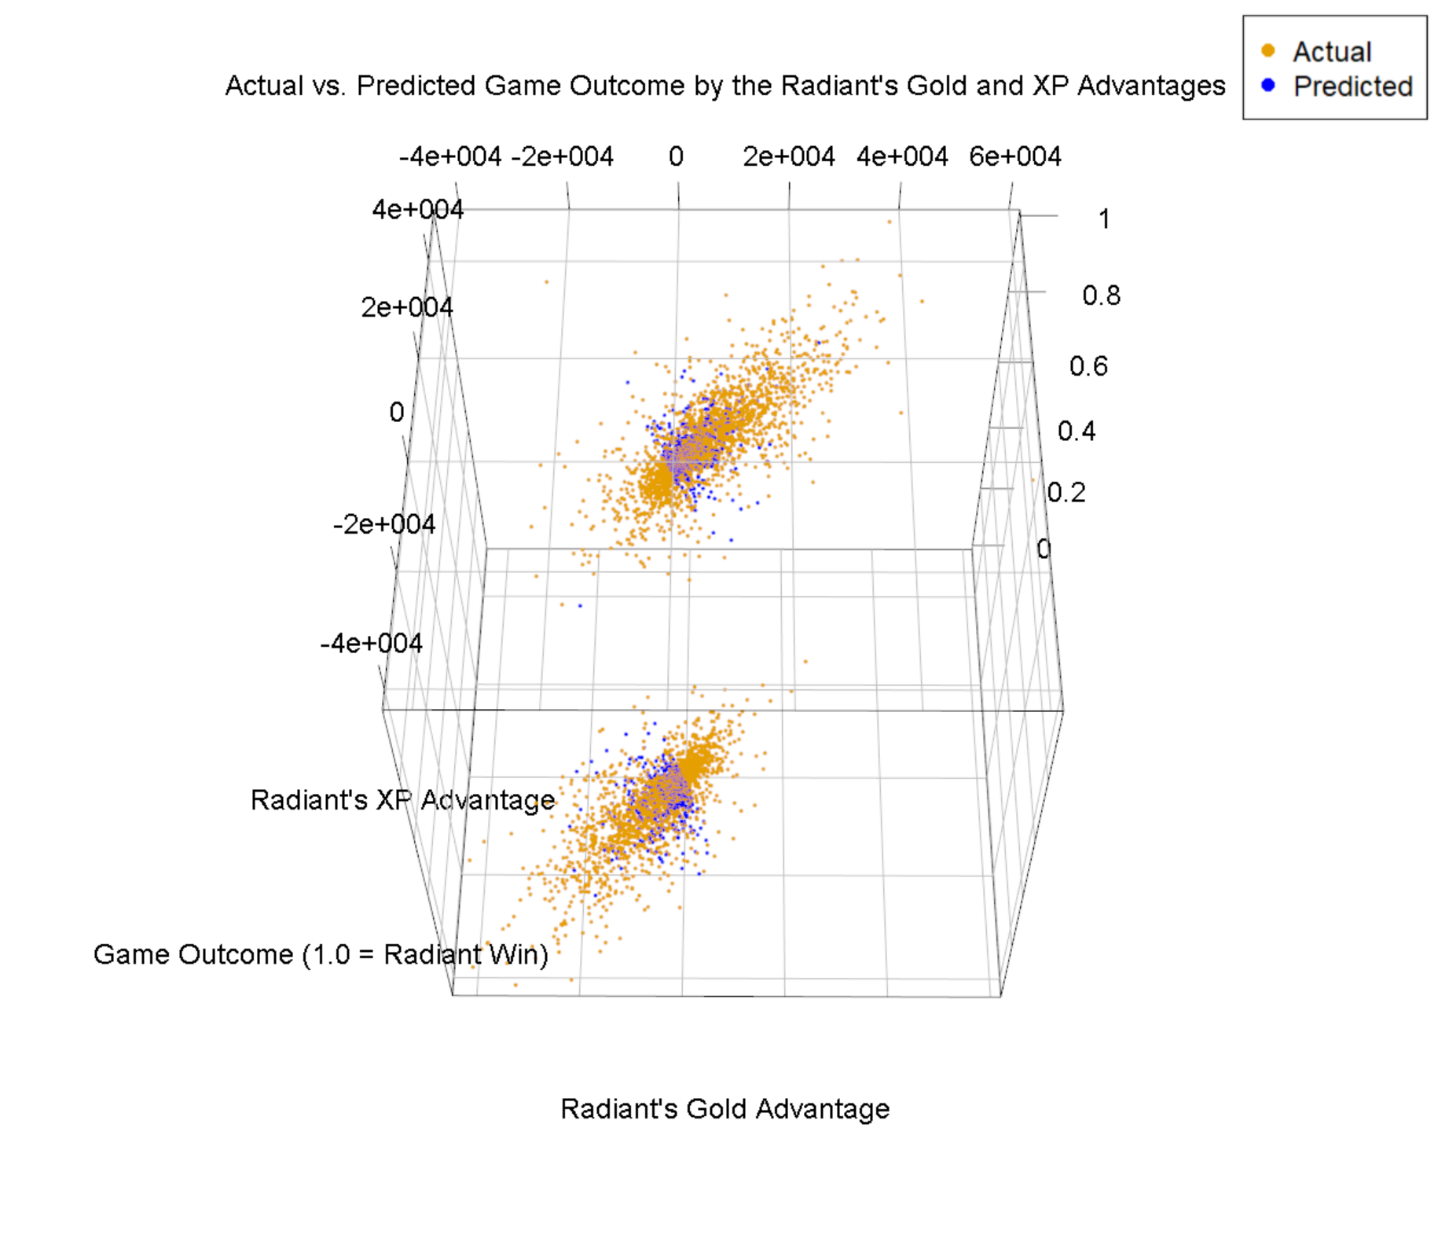 Actual
Predicted
Actual vs. Predicted Game Outcome by the Radiant's Gold and XP Advantages
-4e+004 -2e+004 0 2e+004 4e+004 6e+004
4e+004
2e+004
0
-2e+004
-4e+004
1
0.8
0.6
0.4
0.2
0
Radiant's XP Advantage
Game Outcome (1.0 = Radiant Win)
Radiant's Gold Advantage